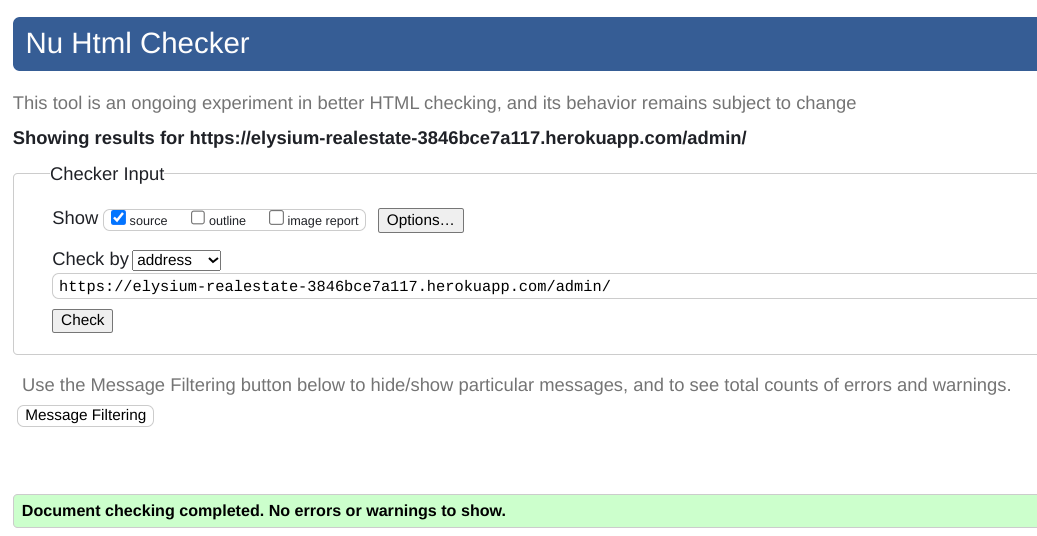 Nu Html Checker
This tool is an ongoing experiment in better HTML checking, and its behavior remains subject to change
Showing results for https://elysium-realestate-3846bce7a117.herokuapp.com/admin/
Checker Input
Show source outline image report Options...
Check by address
https://elysium-realestate-3846bce7a117.herokuapp.com/admin/
Check
Use the Message Filtering button below to hide/show particular messages, and to see total counts of errors and warnings.
Message Filtering
Document checking completed. No errors or warnings to show.